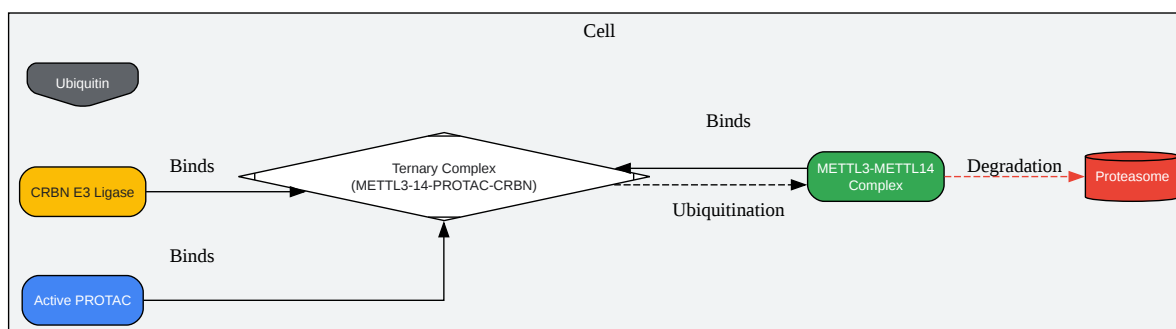 Cell
Ubiquitin
Binds
Binds
Ternary Complex
(METTL3-14-PROTAC-CRBN)
METTL3-METTL14
Complex
Degradation
Proteasome
CRBN E3 Ligase
Ubiquitination
Binds
Active PROTAC